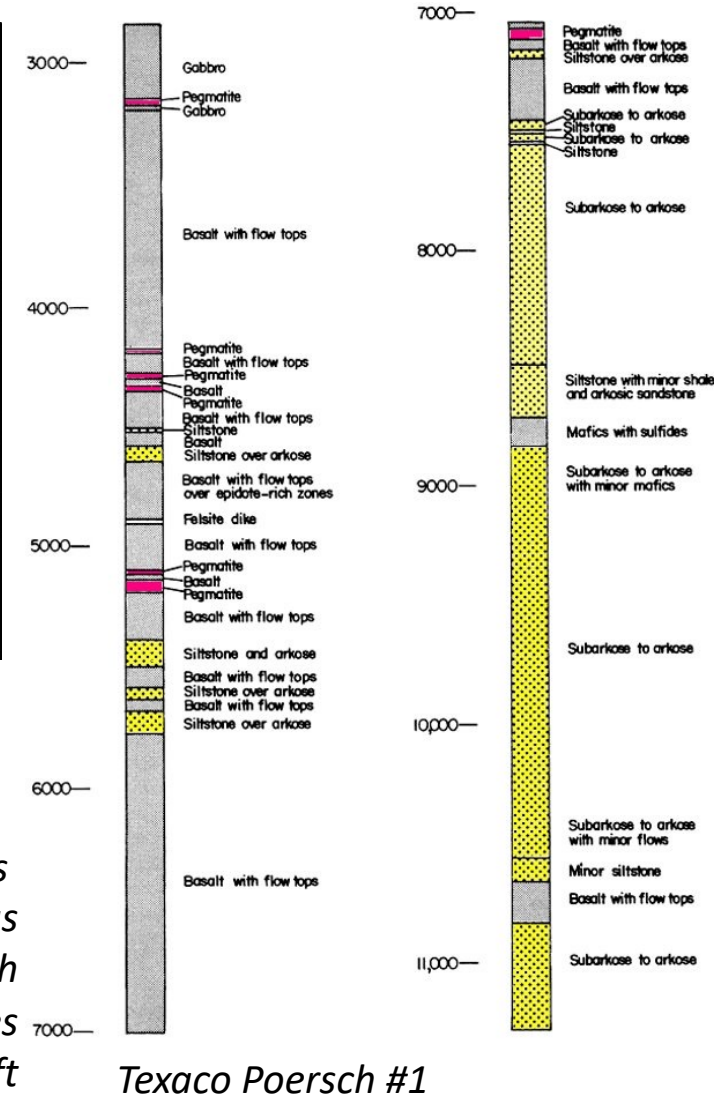 3000
Gabbro
Pegmatite
Gabbro
Basalt with flow tops
4000
Pegmatite
Basalt with flow tops
Pegmatite
Basalt
Pegmatite
Basalt with flow tops
Siltstone
Basalt
Siltstone over arkose
Basalt with flow tops
over epidote-rich zones
Felsite dike
5000
Basalt with flow tops
Pegmatite
Basalt
Pegmatite
Basalt with flow tops
Siltstone and arkose
Basalt with flow tops
Siltstone over arkose
Basalt with flow tops
Siltstone over arkose
6000
Basalt with flow tops
7000
7000
Pegmatite
Basalt with flow tops
Siltstone over arkose
Basalt with flow tops
Subarkose to arkose
Siltstone
Subarkose to arkose
Siltstone
Subarkose to arkose
8000
Siltstone with minor shale
and arkosic sandstone
Mafics with sulfides
Subarkose to arkose
with minor mafics
9000
Subarkose to arkose
10,000
Subarkose to arkose
with minor flows
Minor siltstone
Basalt with flow tops
11,000
Subarkose to arkose
Texaco Poersch #1